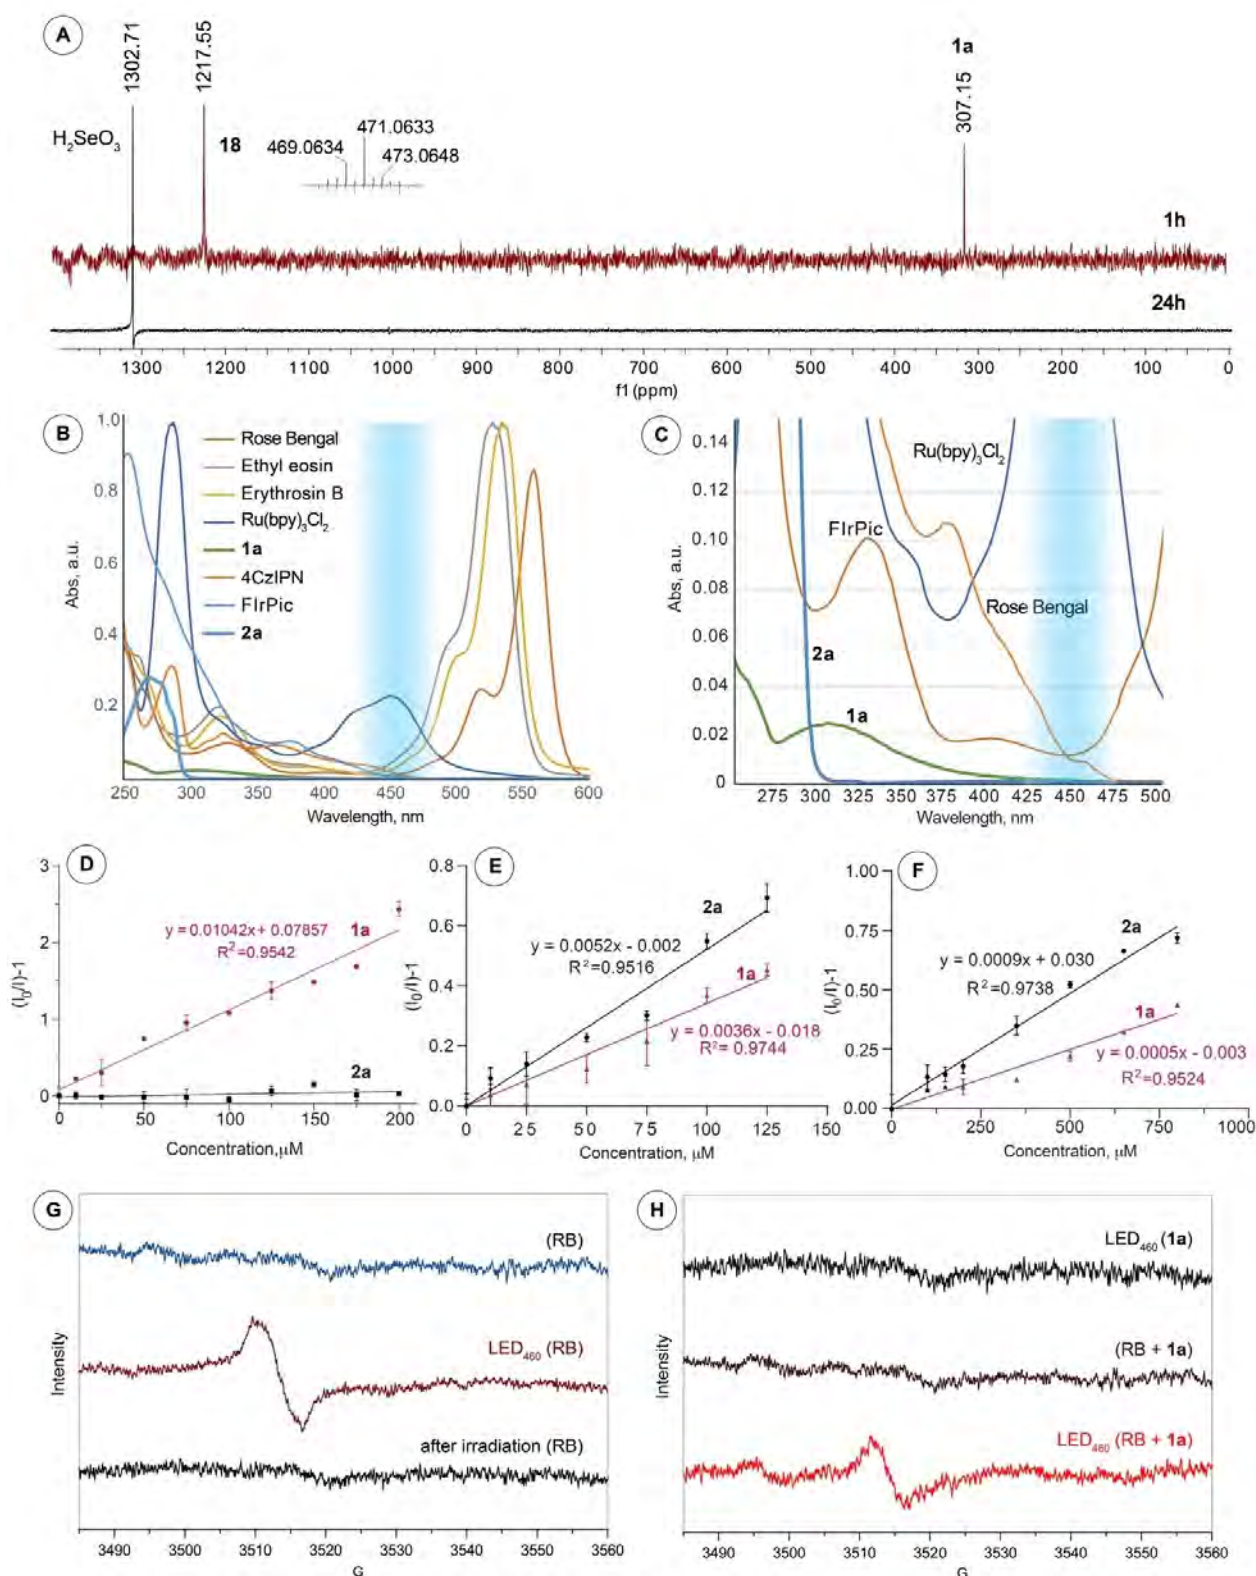 A
1302.71
1217.55
1a
307.15
H₂SeO₃
18
469.0634
471.0633
473.0648
1h
24h
1300 1200 1100 1000 900 800 700 600 500 400 300 200 100 0
f1 (ppm)
B
Abs, a.u.
1.0
0.8
0.6
0.4
0.2
Rose Bengal
Ethyl eosin
Erythrosin B
Ru(bpy)₃Cl₂
1a
4CzIPN
FIrPic
2a
250 300 350 400 450 500 550 600
Wavelength, nm
C
Abs, a.u.
0.14
0.12
0.10
0.08
0.06
0.04
0.02
0
Ru(bpy)₃Cl₂
FIrPic
Rose Bengal
2a
1a
275 300 325 350 375 400 425 450 475 500
Wavelength, nm
D
(I₀/I)-1
3
2
1
0
y = 0.01042x + 0.07857
R²=0.9542
1a
2a
0 50 100 150 200
Concentration,μM
E
(I₀/I)-1
0.8
0.6
0.4
0.2
0.0
2a
y = 0.0052x - 0.002
R²=0.9516
1a
y = 0.0036x - 0.018
R²= 0.9744
0 25 50 75 100 125 150
Concentration, μM
F
(I₀/I)-1
1.00
0.75
0.50
0.25
0.00
2a
y = 0.0009x + 0.030
R²=0.9738
1a
y = 0.0005x - 0.003
R²=0.9524
0 250 500 750 1000
Concentration, μM
G
Intensity
(RB)
LED₄₆₀ (RB)
after irradiation (RB)
3490 3500 3510 3520 3530 3540 3550 3560
G
H
Intensity
LED₄₆₀ (1a)
(RB + 1a)
LED₄₆₀ (RB + 1a)
3490 3500 3510 3520 3530 3540 3550 3560
G